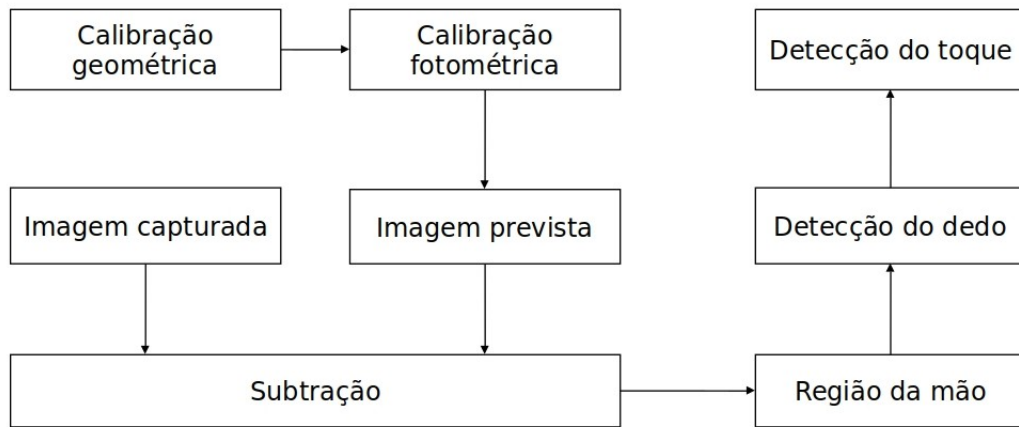 Calibração
geométrica
Calibração
fotométrica
Detecção do toque
Imagem capturada
Imagem prevista
Detecção do dedo
Subtração
Região da mão